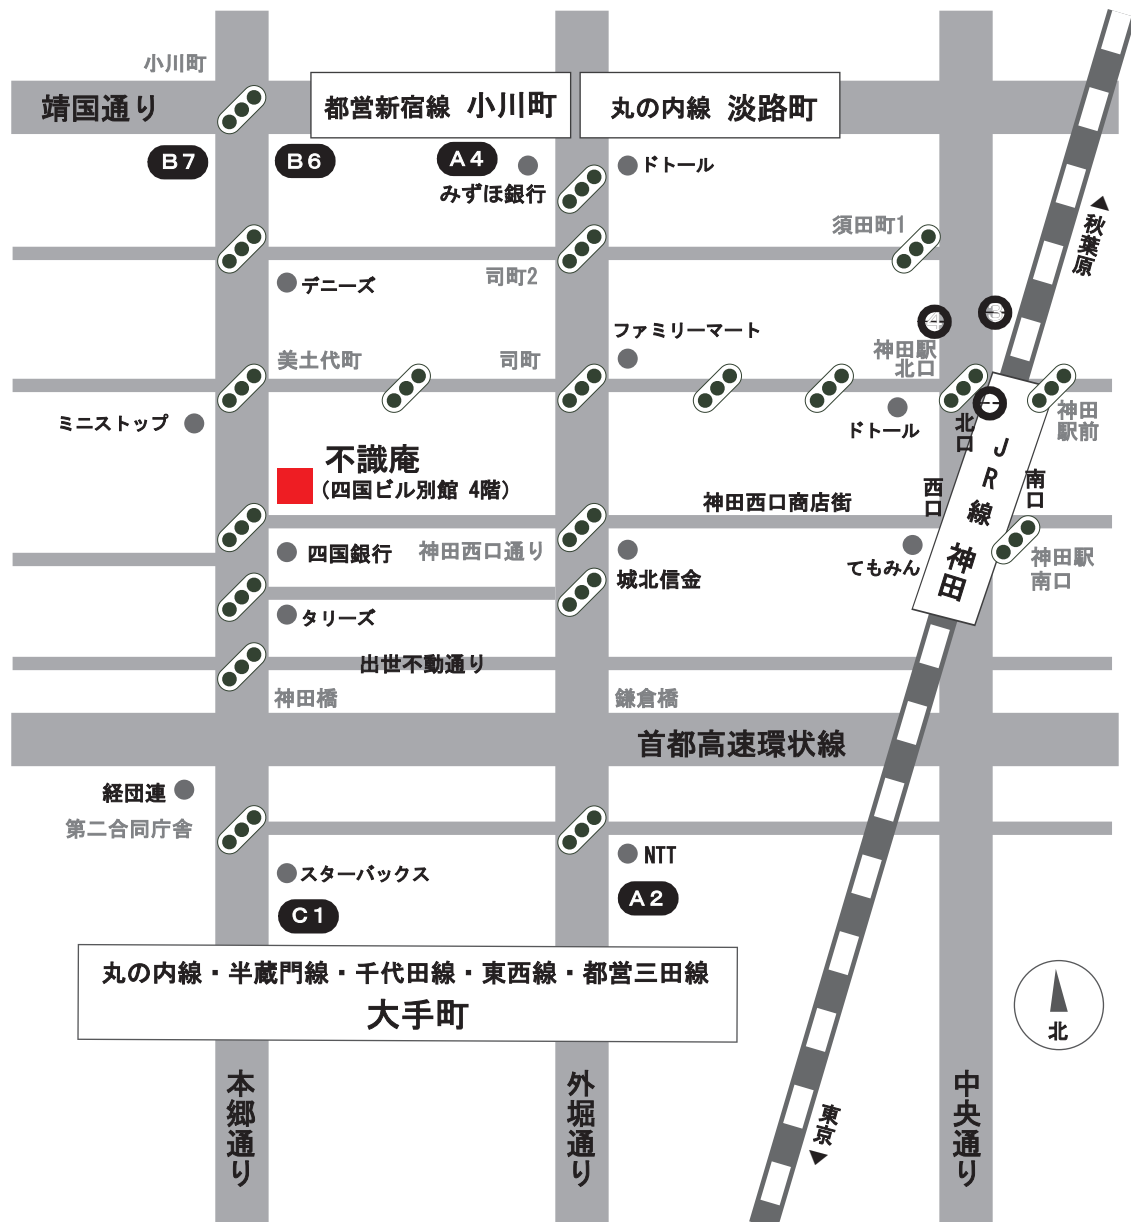 小川町
靖国通り
都営新宿線 小川町
丸の内線 淡路町
B7
B6
A4
みずほ銀行
ドトール
須田町1
秋葉原
司町2
デニーズ
ファミリーマート
神田駅
北口
美土代町
司町
ミニストップ
ドトール
北口
神田
駅前
不識庵
(四国ビル別館 4階)
神田西口商店街
西口
南口
JR線 神田
四国銀行
神田西口通り
城北信金
てもみん
神田駅
南口
タリーズ
出世不動通り
神田橋
鎌倉橋
首都高速環状線
経団連
第二合同庁舎
スターバックス
NTT
C1
A2
丸の内線・半蔵門線・千代田線・東西線・都営三田線
大手町
北
本郷通り
外堀通り
中央通り
東京